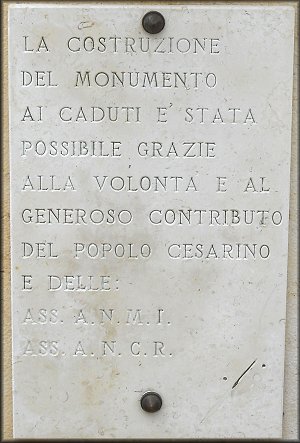 LA COSTRUZIONE
DEL MONUMENTO
AI CADUTI E' STATA
POSSIBILE GRAZIE
ALLA VOLONTA E AL
GENEROSO CONTRIBUTO
DEL POPOLO CESARINO
E DELLE:
ASS. A.N.M.I.
ASS. A.N.C.R.